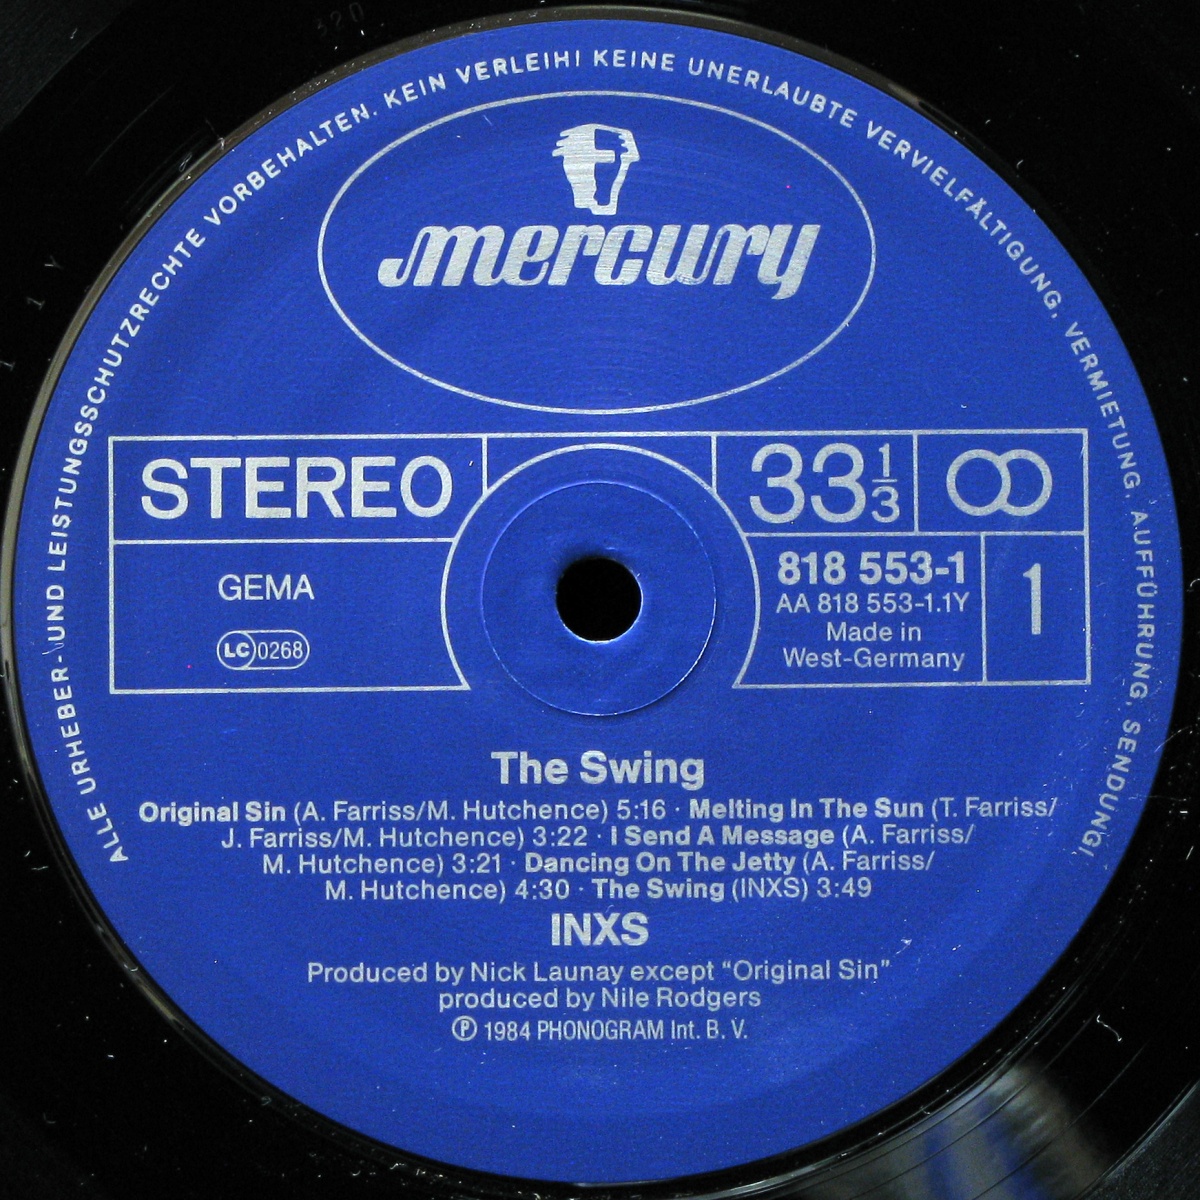 ALLE URHEBER- UND LEISTUNGSSCHUTZRECHTE VORBEHALTEN. KEIN VERLEIH! KEINE UNERLAUBTE VERVIELFÄLTIGUNG, VERMIETUNG, AUFFÜHRUNG, SENDUNG!
mercury
STEREO
33 1/3
GEMA
LC 0268
818 553-1
AA 818 553-1.1Y
Made in
West-Germany
1
The Swing
Original Sin (A. Farriss/M. Hutchence) 5:16 · Melting In The Sun (T. Farriss/
J. Farriss/M. Hutchence) 3:22 · I Send A Message (A. Farriss/
M. Hutchence) 3:21 · Dancing On The Jetty (A. Farriss/
M. Hutchence) 4:30 · The Swing (INXS) 3:49
INXS
Produced by Nick Launay except “Original Sin”
produced by Nile Rodgers
℗ 1984 PHONOGRAM Int. B. V.